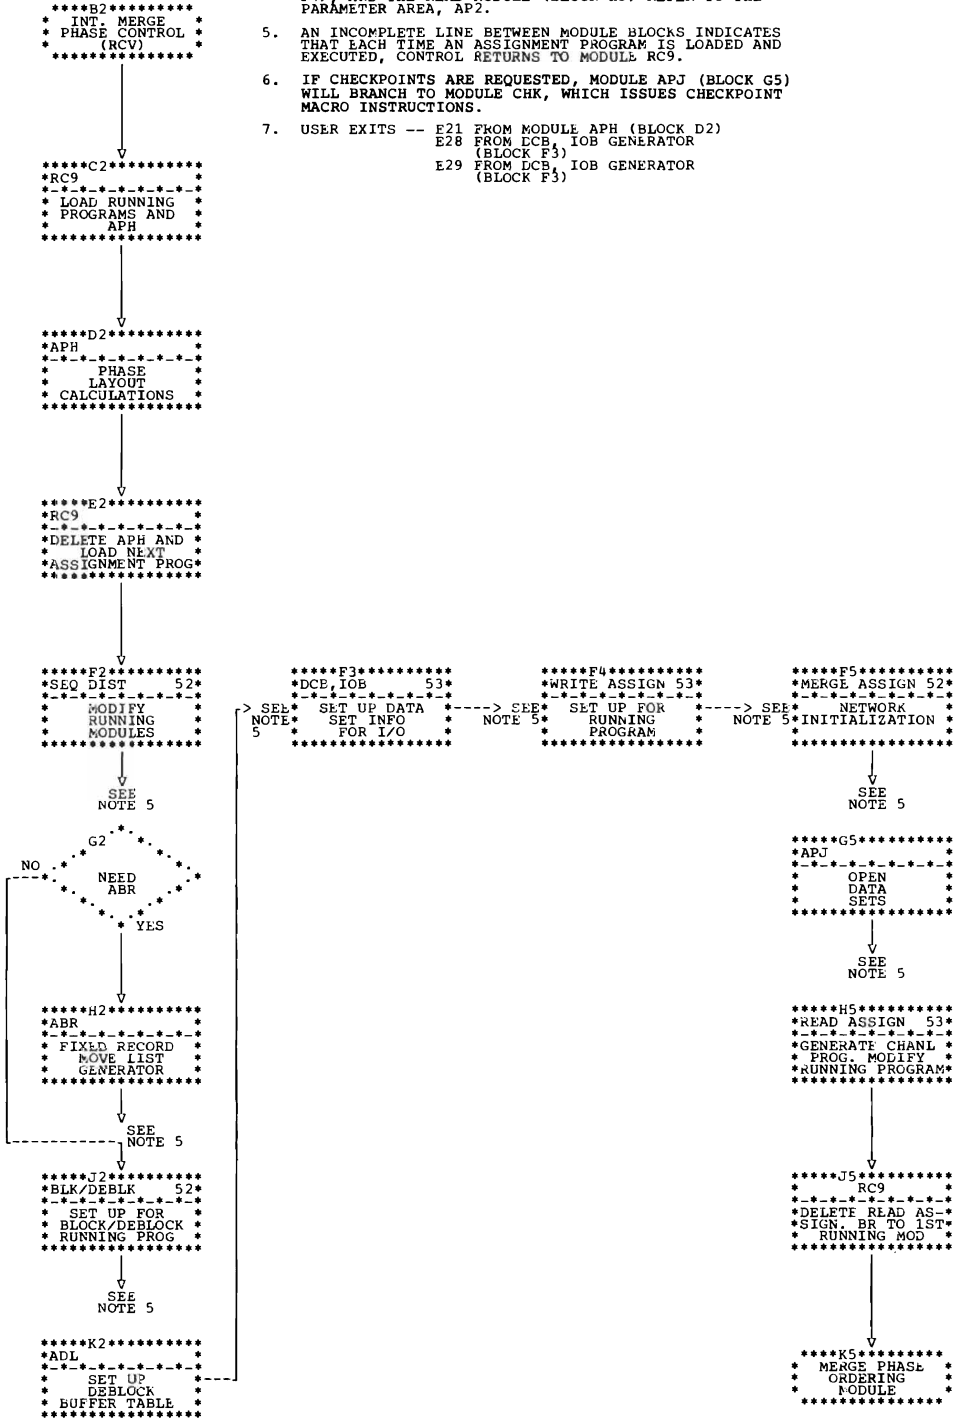 ****B2*********
* INT. MERGE *
* PHASE CONTROL *
* (RCV) *
***************
PARAMETER AREA, AP2.
5. AN INCOMPLETE LINE BETWEEN MODULE BLOCKS INDICATES
THAT EACH TIME AN ASSIGNMENT PROGRAM IS LOADED AND
EXECUTED, CONTROL RETURNS TO MODULE RC9.
6. IF CHECKPOINTS ARE REQUESTED, MODULE APJ (BLOCK G5)
WILL BRANCH TO MODULE CHK, WHICH ISSUES CHECKPOINT
MACRO INSTRUCTIONS.
7. USER EXITS -- E21 FROM MODULE APH (BLOCK D2)
E28 FROM DCB, IOB GENERATOR
(BLOCK F3)
E29 FROM DCB, IOB GENERATOR
(BLOCK F3)
*****C2**********
*RC9 *
*-*-*-*-*-*-*-*-*
* LOAD RUNNING *
* PROGRAMS AND *
* APH *
*****************
*****D2**********
*APH *
*-*-*-*-*-*-*-*-*
* PHASE *
* LAYOUT *
* CALCULATIONS *
*****************
*****E2**********
*RC9 *
*-*-*-*-*-*-*-*-*
*DELETE APH AND *
* LOAD NEXT *
*ASSIGNMENT PROG*
*****************
*****F2**********
*SEQ DIST 52*
*-*-*-*-*-*-*-*-*
* MODIFY *
* RUNNING *
* MODULES *
*****************
SEE
NOTE 5
G2
NO
NEED
ABR
YES
*****H2**********
*ABR *
*-*-*-*-*-*-*-*-*
* FIXED RECORD *
* MOVE LIST *
* GENERATOR *
*****************
SEE
NOTE 5
*****J2**********
*BLK/DEBLK 52*
*-*-*-*-*-*-*-*-*
* SET UP FOR *
* BLOCK/DEBLOCK *
* RUNNING PROG *
*****************
SEE
NOTE 5
*****K2**********
*ADL *
*-*-*-*-*-*-*-*-*
* SET UP *
* DEBLOCK *
* BUFFER TABLE *
*****************
> SEE
NOTE
5
*****F3**********
*DCB,IOB 53*
*-*-*-*-*-*-*-*-*
* SET UP DATA *
* SET INFO *
* FOR I/O *
*****************
----> SEE
NOTE 5
*****F4**********
*WRITE ASSIGN 53*
*-*-*-*-*-*-*-*-*
* SET UP FOR *
* RUNNING *
* PROGRAM *
*****************
----> SEE
NOTE 5
*****F5**********
*MERGE ASSIGN 52*
*-*-*-*-*-*-*-*-*
* NETWORK *
*INITIALIZATION *
* *
*****************
SEE
NOTE 5
*****G5**********
*APJ *
*-*-*-*-*-*-*-*-*
* OPEN *
* DATA *
* SETS *
*****************
SEE
NOTE 5
*****H5**********
*READ ASSIGN 53*
*-*-*-*-*-*-*-*-*
*GENERATE CHANL *
* PROG. MODIFY *
*RUNNING PROGRAM*
*****************
*****J5**********
* RC9 *
*-*-*-*-*-*-*-*-*
*DELETE READ AS-*
*SIGN. BR TO 1ST*
* RUNNING MOD *
*****************
****K5*********
* MERGE PHASE *
* ORDERING *
* MODULE *
***************